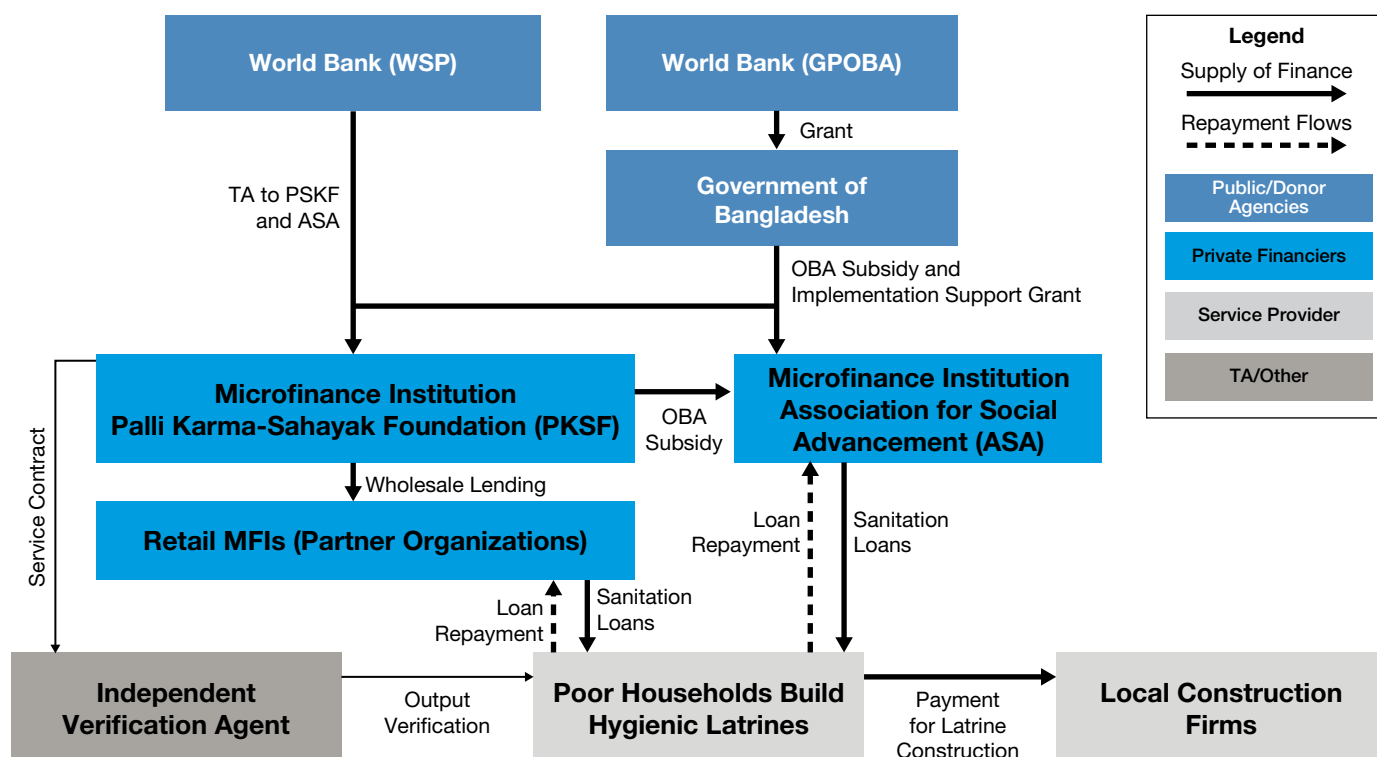 World Bank (WSP)
World Bank (GPOBA)
Legend
Supply of Finance
Repayment Flows
Public/Donor
Agencies
Private Financiers
Service Provider
TA/Other
Grant
Government of
Bangladesh
TA to PSKF
and ASA
OBA Subsidy and
Implementation Support Grant
Microfinance Institution
Palli Karma-Sahayak Foundation (PKSF)
OBA
Subsidy
Microfinance Institution
Association for Social
Advancement (ASA)
Service Contract
Wholesale Lending
Retail MFIs (Partner Organizations)
Loan
Repayment
Sanitation
Loans
Loan
Repayment
Sanitation
Loans
Independent
Verification Agent
Output
Verification
Poor Households Build
Hygienic Latrines
Payment
for Latrine
Construction
Local Construction
Firms